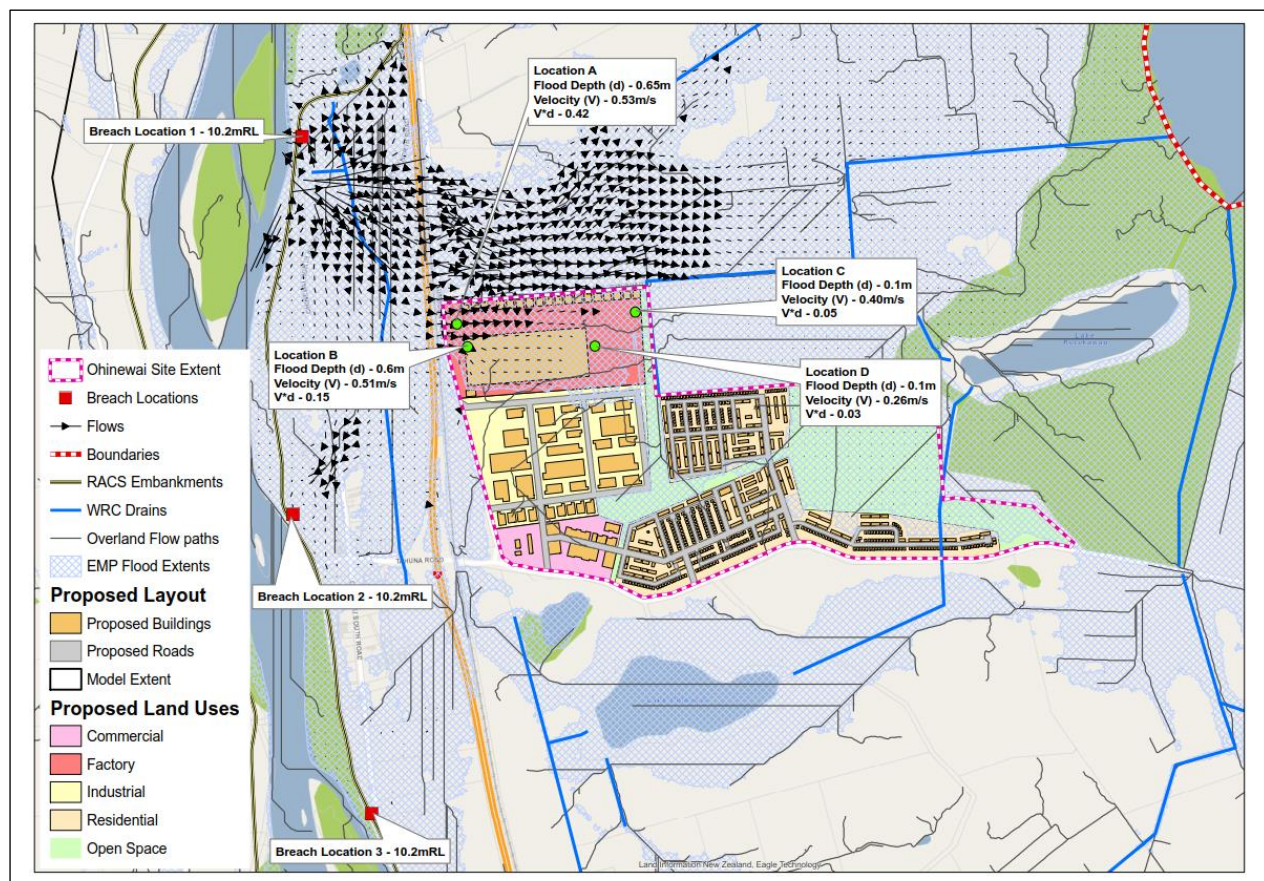 Location A
Flood Depth (d) - 0.65m
Velocity (V) - 0.53m/s
V*d - 0.42
Breach Location 1 - 10.2mRL
Location C
Flood Depth (d) - 0.1m
Velocity (V) - 0.40m/s
V*d - 0.05
Location B
Flood Depth (d) - 0.6m
Velocity (V) - 0.51m/s
V*d - 0.15
Location D
Flood Depth (d) - 0.1m
Velocity (V) - 0.26m/s
V*d - 0.03
Ohinewai Site Extent
Breach Locations
Flows
Boundaries
RACS Embankments
WRC Drains
Overland Flow paths
EMP Flood Extents
Proposed Layout
Proposed Buildings
Proposed Roads
Model Extent
Proposed Land Uses
Commercial
Factory
Industrial
Residential
Open Space
TAHUNA ROAD
Breach Location 2 - 10.2mRL
Breach Location 3 - 10.2mRL
Land Information New Zealand, Eagle Technology